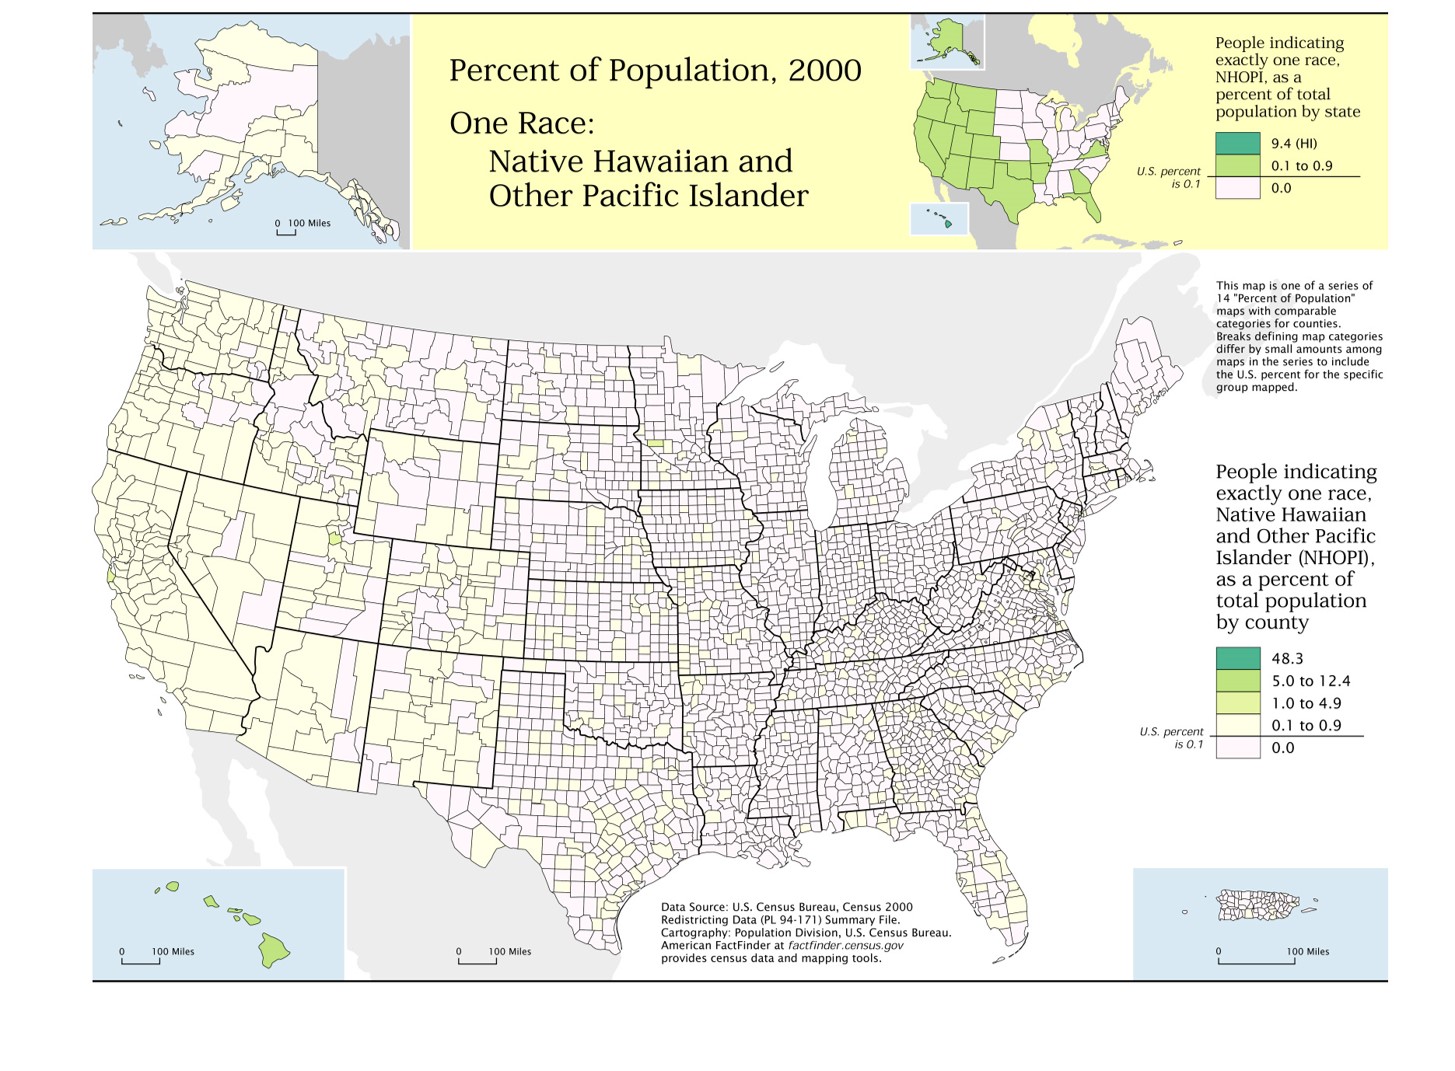 Percent of Population, 2000
One Race:
Native Hawaiian and
Other Pacific Islander
0 100 Miles
People indicating
exactly one race,
NHOPI, as a
percent of total
population by state
9.4 (HI)
0.1 to 0.9
U.S. percent
is 0.1
0.0
This map is one of a series of
14 "Percent of Population"
maps with comparable
categories for counties.
Breaks defining map categories
differ by small amounts among
maps in the series to include
the U.S. percent for the specific
group mapped.
People indicating
exactly one race,
Native Hawaiian
and Other Pacific
Islander (NHOPI),
as a percent of
total population
by county
48.3
5.0 to 12.4
1.0 to 4.9
0.1 to 0.9
U.S. percent
is 0.1
0.0
0 100 Miles
0 100 Miles
Data Source: U.S. Census Bureau, Census 2000
Redistricting Data (PL 94-171) Summary File.
Cartography: Population Division, U.S. Census Bureau.
American FactFinder at factfinder.census.gov
provides census data and mapping tools.
0 100 Miles